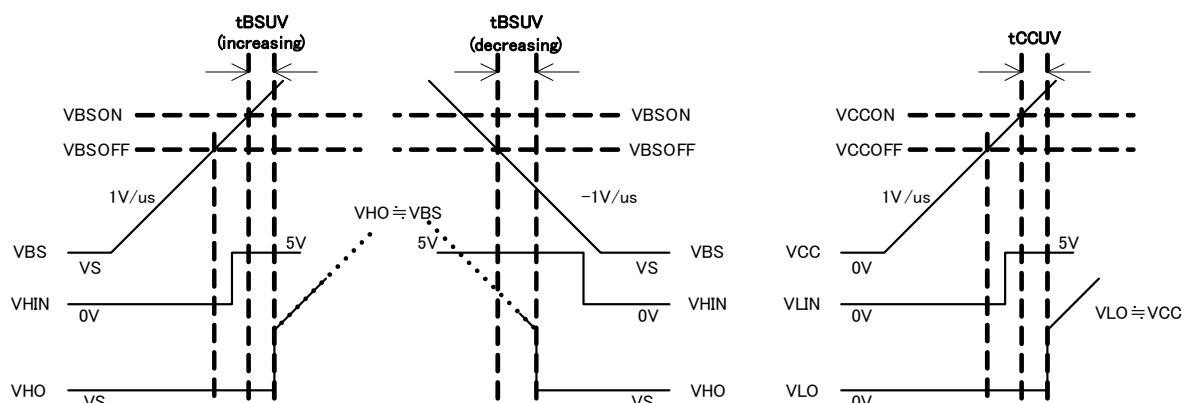 tBSUV
(increasing)
VBSON
VBSOFF
1V/us
VBS
VS
5V
VHIN
0V
VHO
VS
VHO≒VBS
tBSUV
(decreasing)
VBSON
VBSOFF
-1V/us
5V
VBS
VS
VHIN
0V
VHO
VS
tCCUV
VCCON
VCCOFF
1V/us
VCC
0V
5V
VLIN
0V
VLO≒VCC
VLO
0V